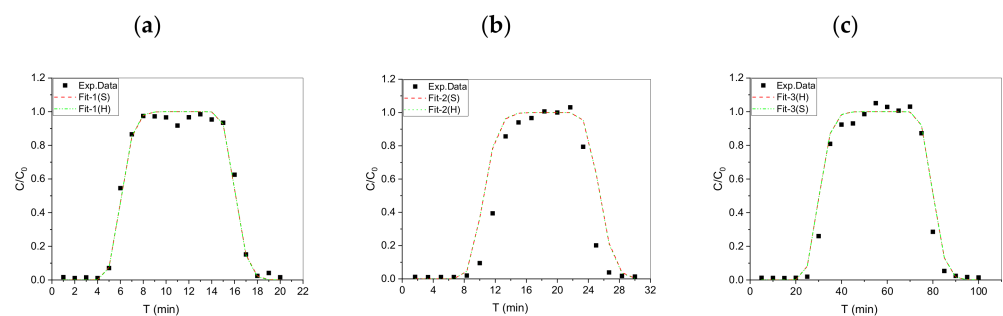 (a)
1.2
1.0
0.8
0.6
0.4
0.2
0.0
C/C₀
Exp.Data
Fit-1(S)
Fit-1(H)
0 2 4 6 8 10 12 14 16 18 20 22
T (min)
(b)
1.2
1.0
0.8
0.6
0.4
0.2
0.0
C/C₀
Exp.Data
Fit-2(S)
Fit-2(H)
0 4 8 12 16 20 24 28 32
T (min)
(c)
1.2
1.0
0.8
0.6
0.4
0.2
0.0
C/C₀
Exp.Data
Fit-3(H)
Fit-3(S)
0 20 40 60 80 100
T (min)